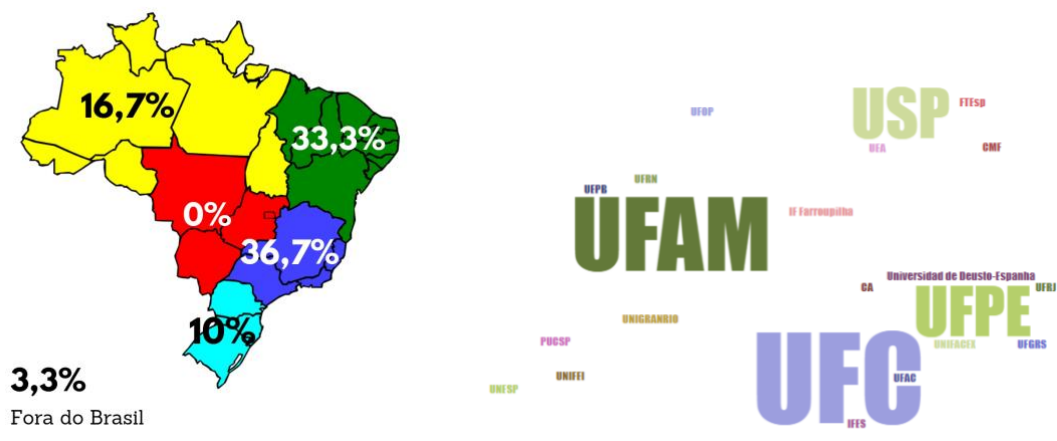 16,7%
33,3%
0%
36,7%
10%
3,3%
Fora do Brasil
USP
FTEsp
UFOP
UEA
CMF
UFRN
UFPB
UFAM
IF Farroupilha
Universidad de Deusto-Espanha
CA
UFRJ
UFPE
UNIGRANRIO
UFC
UNIFACEX
UFGRS
PUCSP
UNIFEI
UFAC
UNESP
IFES